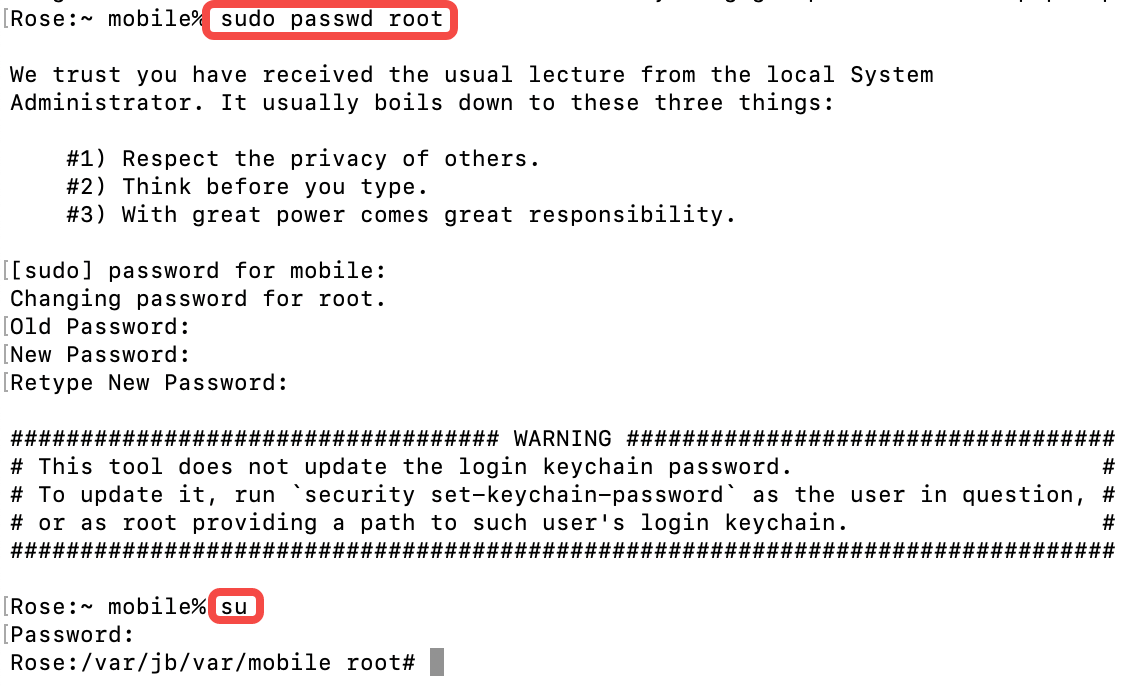 [Rose:~ mobile% sudo passwd root
We trust you have received the usual lecture from the local System
Administrator. It usually boils down to these three things:
#1) Respect the privacy of others.
#2) Think before you type.
#3) With great power comes great responsibility.
[[sudo] password for mobile:
Changing password for root.
[Old Password:
[New Password:
[Retype New Password:
################################### WARNING ###################################
# This tool does not update the login keychain password.                      #
# To update it, run `security set-keychain-password` as the user in question, #
# or as root providing a path to such user's login keychain.                  #
###############################################################################
[Rose:~ mobile% su
[Password:
Rose:/var/jb/var/mobile root#